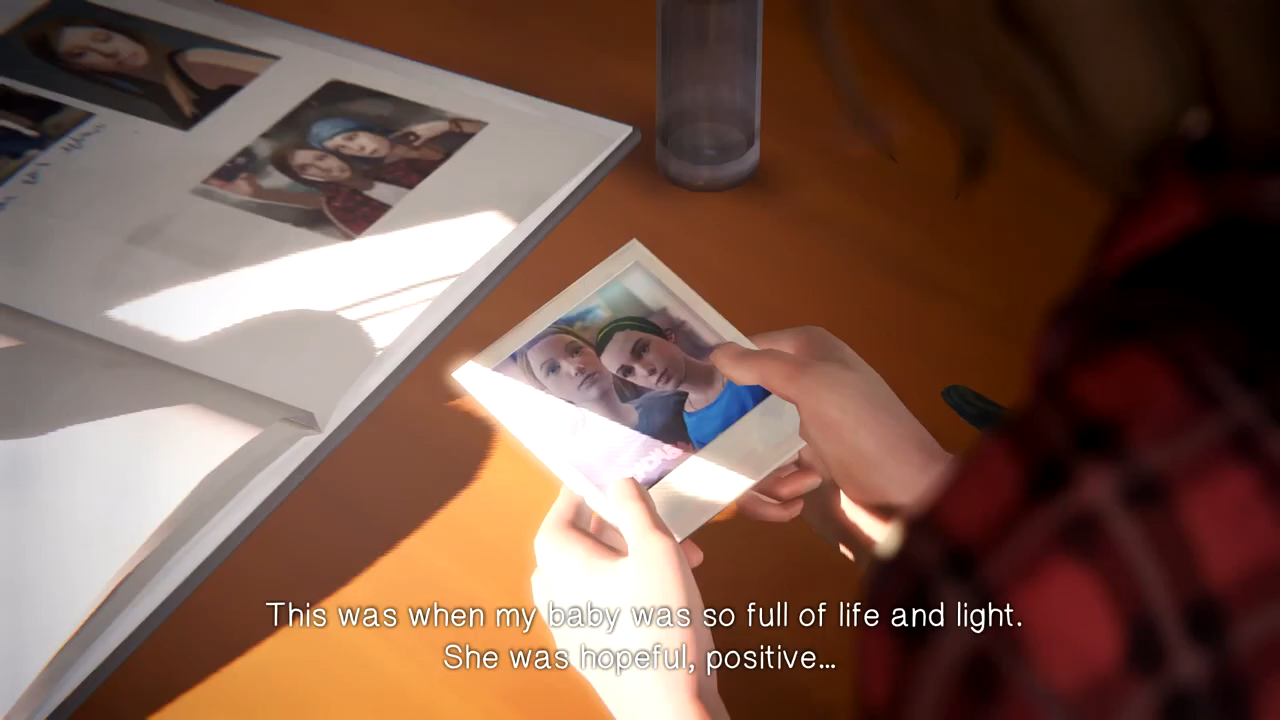 This was when my baby was so full of life and light.
She was hopeful, positive...